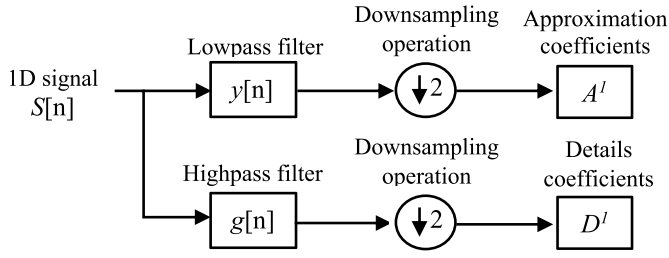 Downsampling
operation
Approximation
coefficients
Lowpass filter
1D signal
S[n]
y[n]
↓2
A¹
Downsampling
operation
Details
coefficients
Highpass filter
g[n]
↓2
D¹